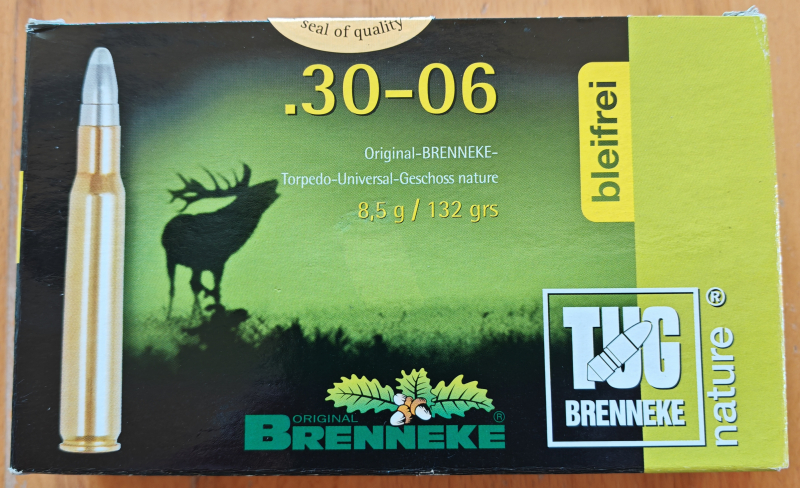 seal of quality
.30-06
Original-BRENNEKE-
Torpedo-Universal-Geschoss nature
8,5 g / 132 grs
bleifrei
TUG
BRENNEKE
nature®
ORIGINAL
BRENNEKE®